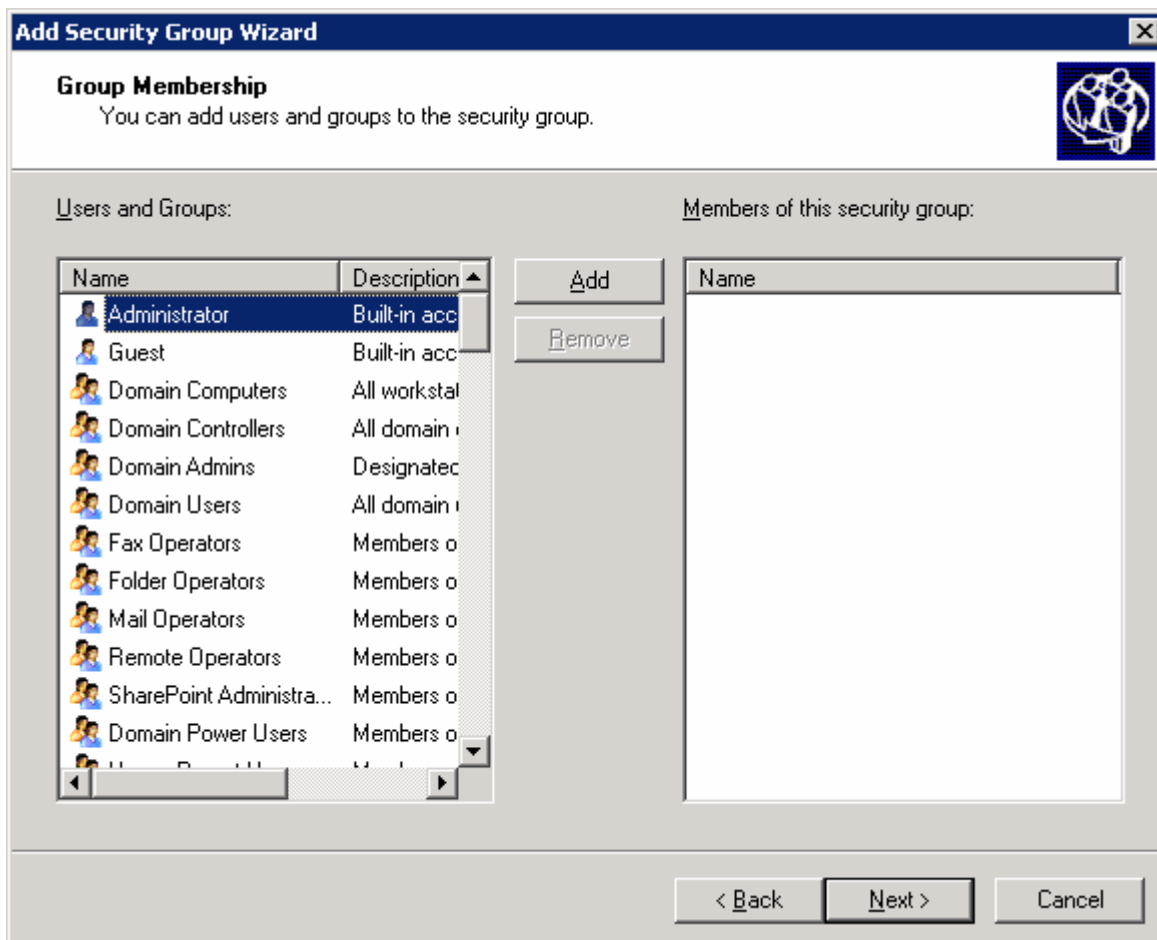 Add Security Group Wizard
Group Membership
You can add users and groups to the security group.
Users and Groups:
Members of this security group:
Name Description
Administrator Built-in acc
Guest Built-in acc
Domain Computers All workstat
Domain Controllers All domain
Domain Admins Designated
Domain Users All domain
Fax Operators Members o
Folder Operators Members o
Mail Operators Members o
Remote Operators Members o
SharePoint Administra... Members o
Domain Power Users Members o
Add
Remove
Name
< Back
Next >
Cancel